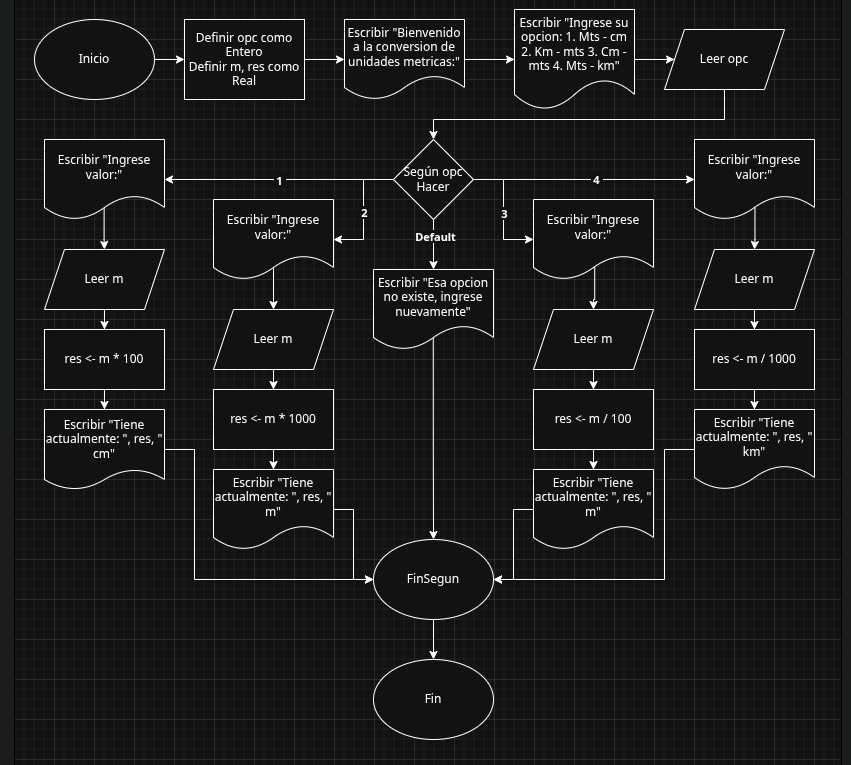 Inicio
Definir opc como
Entero
Definir m, res como
Real
Escribir "Bienvenido
a la conversion de
unidades metricas:"
Escribir "Ingrese su
opcion: 1. Mts - cm
2. Km - mts 3. Cm -
mts 4. Mts - km"
Leer opc
Según opc
Hacer
1
2
Default
3
4
Escribir "Ingrese
valor:"
Leer m
res <- m * 100
Escribir "Tiene
actualmente: ", res, "
cm"
Escribir "Ingrese
valor:"
Leer m
res <- m * 1000
Escribir "Tiene
actualmente: ", res, "
m"
Escribir "Esa opcion
no existe, ingrese
nuevamente"
Escribir "Ingrese
valor:"
Leer m
res <- m / 100
Escribir "Tiene
actualmente: ", res, "
m"
Escribir "Ingrese
valor:"
Leer m
res <- m / 1000
Escribir "Tiene
actualmente: ", res, "
km"
FinSegun
Fin